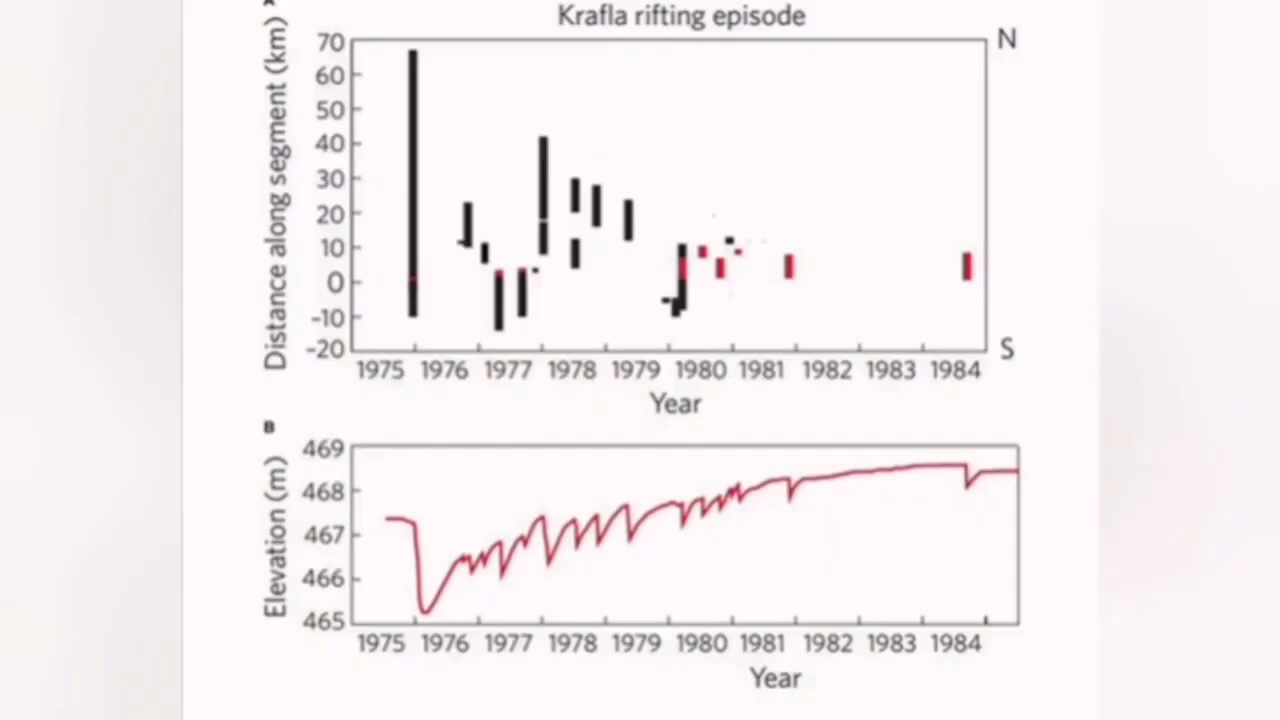 A
Krafla rifting episode
N
Distance along segment (km)
70
60
50
40
30
20
10
0
-10
-20
S
1975 1976 1977 1978 1979 1980 1981 1982 1983 1984
Year
B
Elevation (m)
469
468
467
466
465
1975 1976 1977 1978 1979 1980 1981 1982 1983 1984
Year